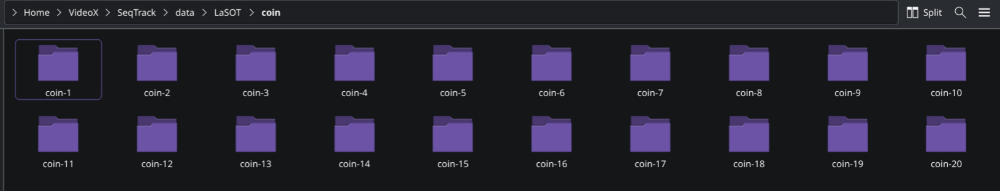 > Home > VideoX > SeqTrack > data > LaSOT > coin Split
coin-1 coin-2 coin-3 coin-4 coin-5 coin-6 coin-7 coin-8 coin-9 coin-10
coin-11 coin-12 coin-13 coin-14 coin-15 coin-16 coin-17 coin-18 coin-19 coin-20